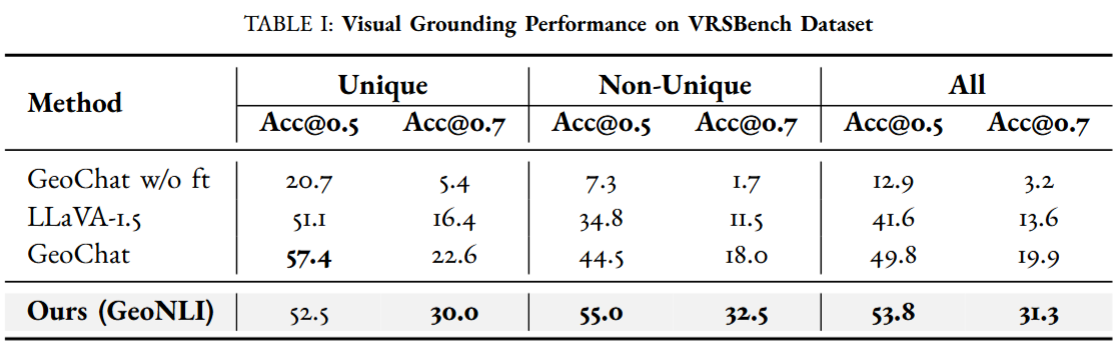 TABLE I: Visual Grounding Performance on VRSBench Dataset
Method Unique Non-Unique All
Acc@0.5 Acc@0.7 Acc@0.5 Acc@0.7 Acc@0.5 Acc@0.7
GeoChat w/o ft 20.7 5.4 7.3 1.7 12.9 3.2
LLaVA-1.5 51.1 16.4 34.8 11.5 41.6 13.6
GeoChat 57.4 22.6 44.5 18.0 49.8 19.9
Ours (GeoNLI) 52.5 30.0 55.0 32.5 53.8 31.3